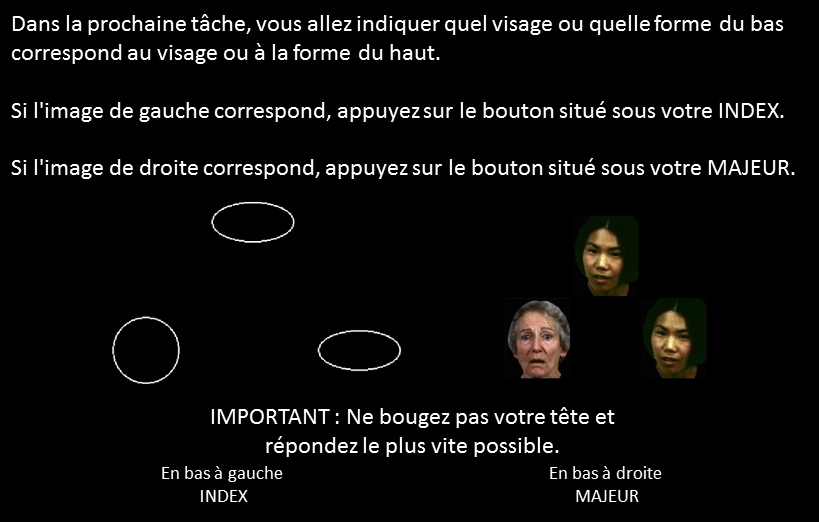 Dans la prochaine tâche, vous allez indiquer quel visage ou quelle forme du bas
correspond au visage ou à la forme du haut.
Si l'image de gauche correspond, appuyez sur le bouton situé sous votre INDEX.
Si l'image de droite correspond, appuyez sur le bouton situé sous votre MAJEUR.
IMPORTANT : Ne bougez pas votre tête et
répondez le plus vite possible.
En bas à gauche
INDEX
En bas à droite
MAJEUR